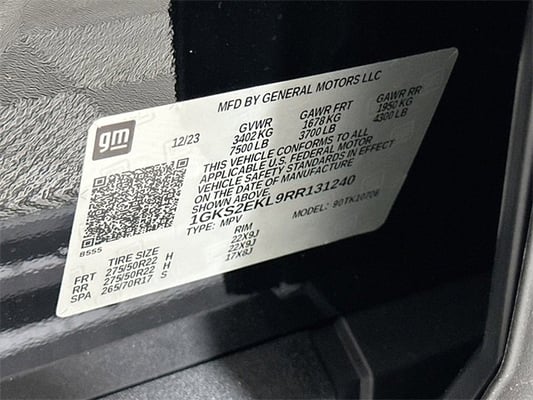 MFD BY GENERAL MOTORS LLC
gm
12/23
GVWR GAWR FRT GAWR RR
3402 KG 1678 KG 1950 KG
7500 LB 3700 LB 4300 LB
THIS VEHICLE CONFORMS TO ALL
APPLICABLE U.S. FEDERAL MOTOR
VEHICLE SAFETY STANDARDS IN EFFECT
ON THE DATE OF MANUFACTURE
SHOWN ABOVE.
1GKS2EKL9RR131240
TYPE: MPV MODEL: 90TK10706
B555
TIRE SIZE RIM
FRT 275/50R22 H 22X9J
RR 275/50R22 H 22X9J
SPA 265/70R17 S 17X8J